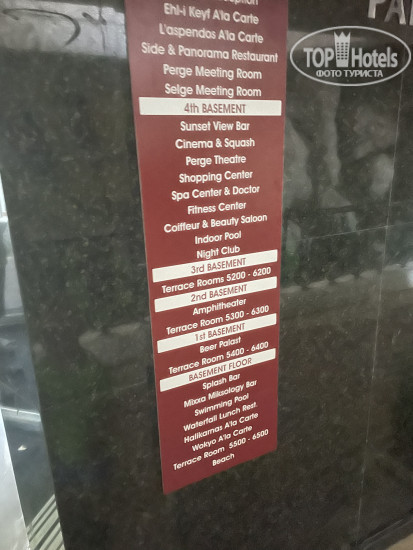 PA
TOP Hotels
ФОТО ТУРИСТА
Reception
Ehl-i Keyf A'la Carte
L'aspendos A'la Carte
Side & Panorama Restaurant
Perge Meeting Room
Selge Meeting Room
4th BASEMENT
Sunset View Bar
Cinema & Squash
Perge Theatre
Shopping Center
Spa Center & Doctor
Fitness Center
Coiffeur & Beauty Saloon
Indoor Pool
Night Club
3rd BASEMENT
Terrace Rooms 5200 - 6200
2nd BASEMENT
Amphitheater
Terrace Room 5300 - 6300
1st BASEMENT
Beer Palast
Terrace Room 5400 - 6400
BASEMENT FLOOR
Splash Bar
Mixxa Miksology Bar
Swimming Pool
Waterfall Lunch Rest.
Halikarnas A'la Carte
Wokyo A'la Carte
Terrace Room 5500 - 6500
Beach